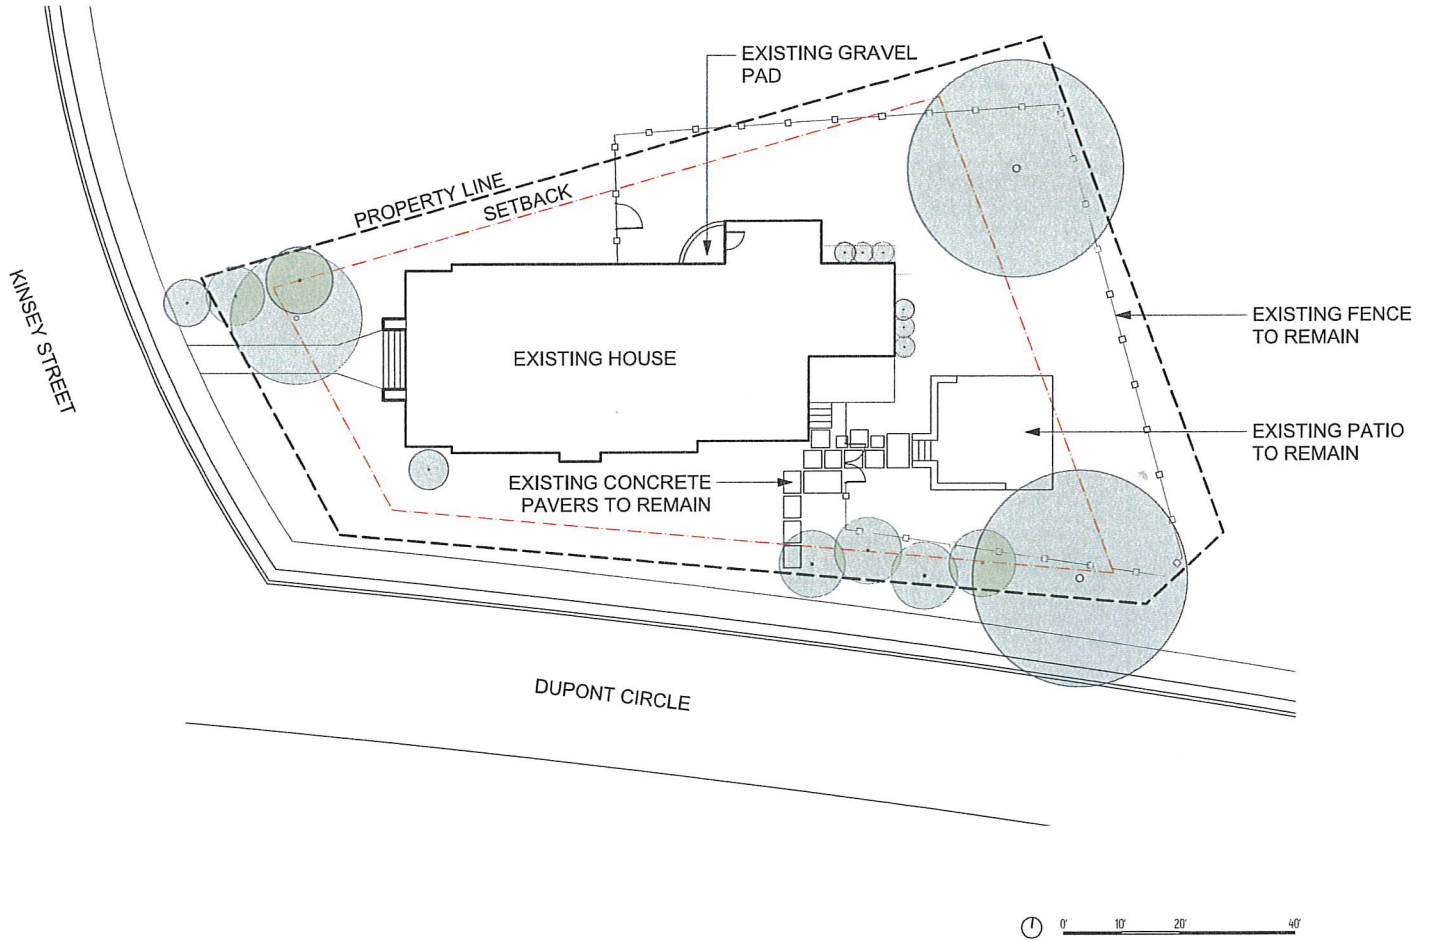 EXISTING GRAVEL
PAD
PROPERTY LINE
SETBACK
KINSEY STREET
EXISTING FENCE
TO REMAIN
EXISTING HOUSE
EXISTING PATIO
TO REMAIN
EXISTING CONCRETE
PAVERS TO REMAIN
DUPONT CIRCLE
0' 10' 20' 40'